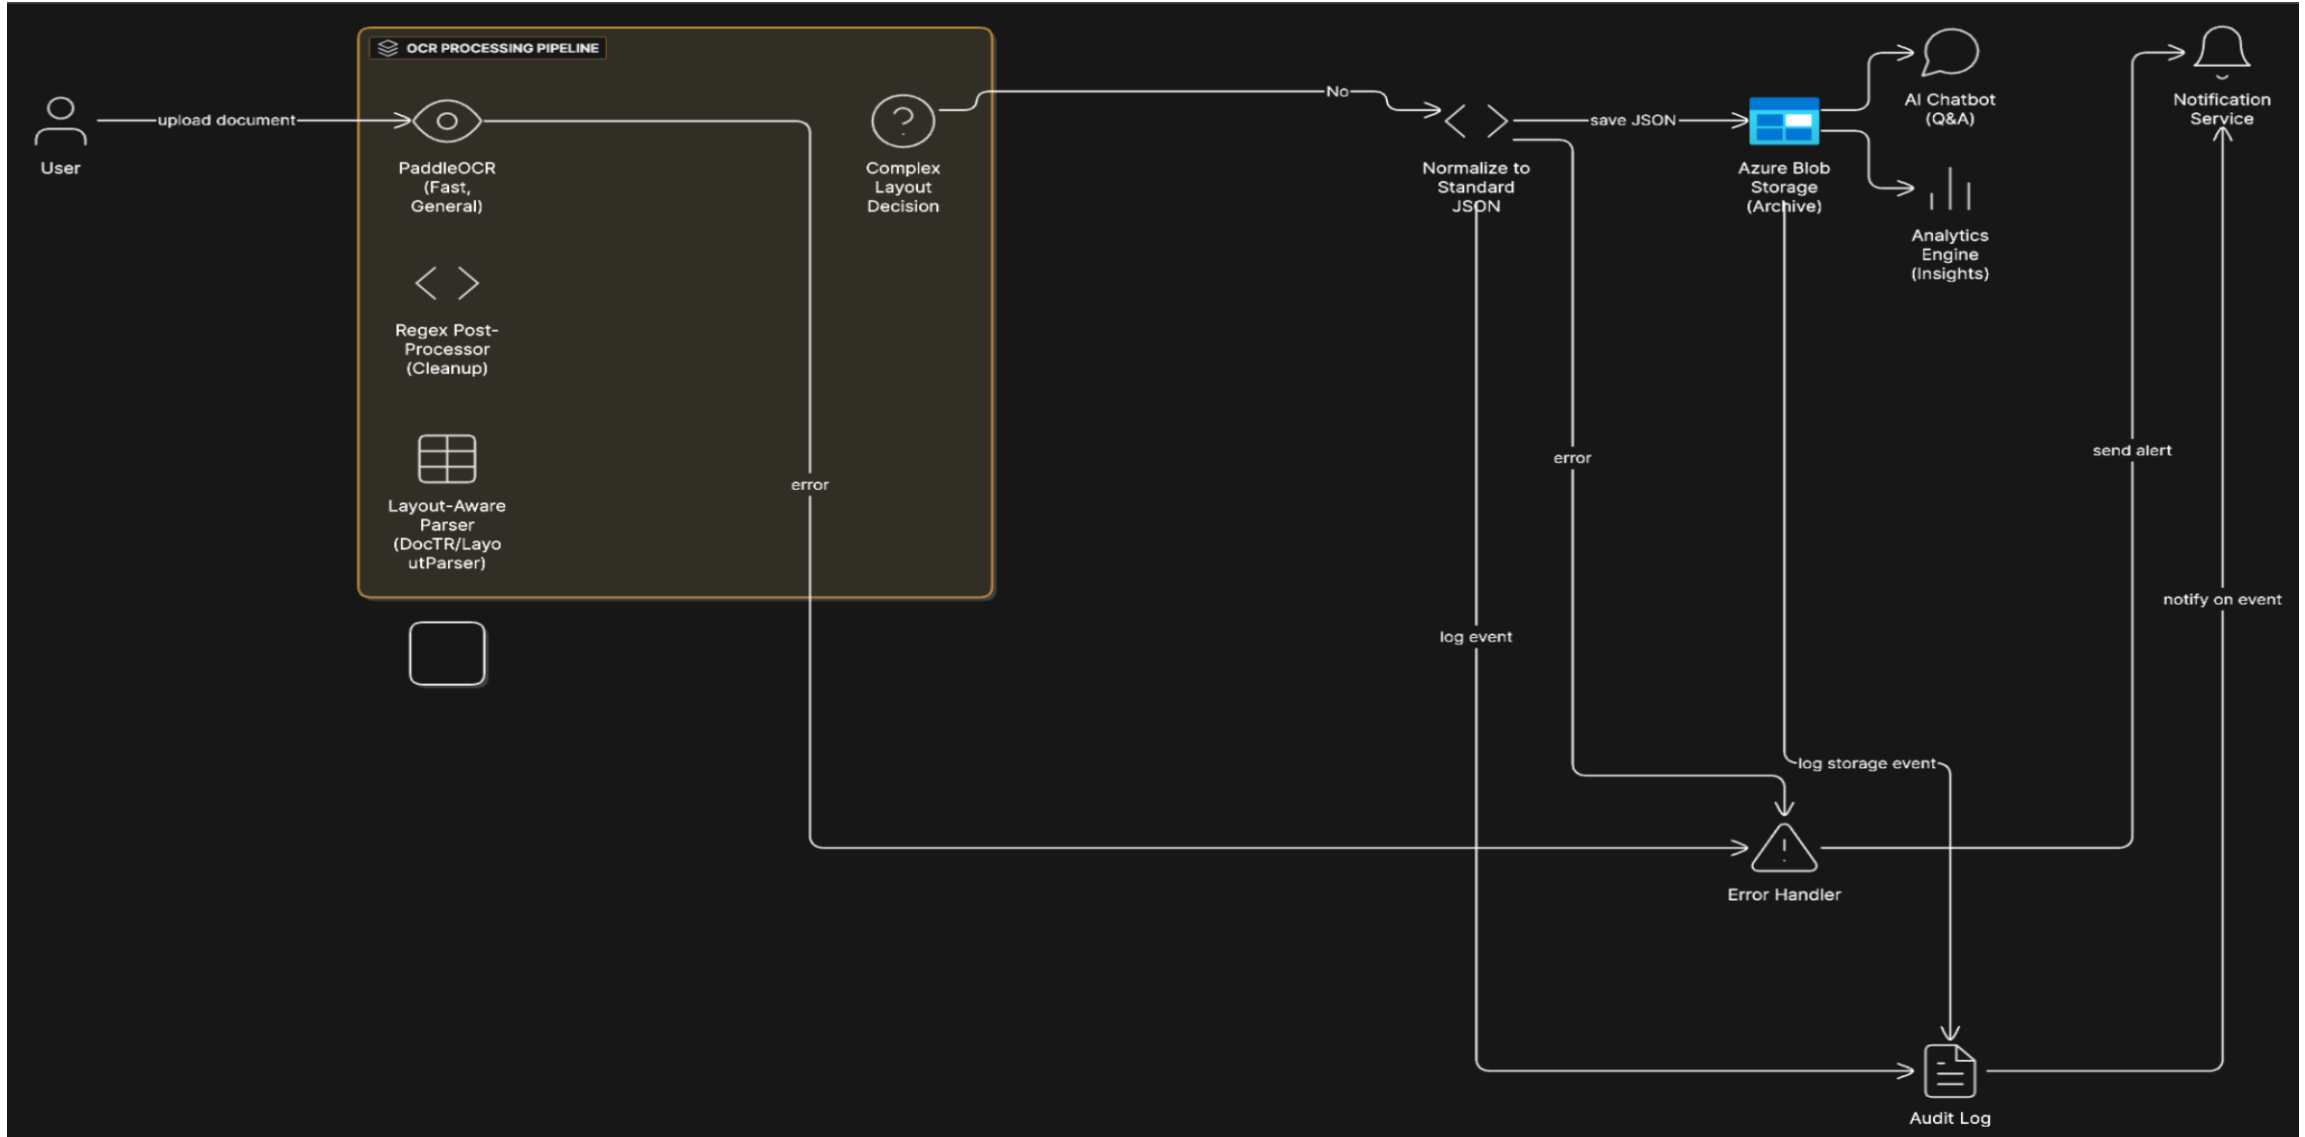 OCR PROCESSING PIPELINE
User
upload document
PaddleOCR
(Fast,
General)
Complex
Layout
Decision
Regex Post-
Processor
(Cleanup)
Layout-Aware
Parser
(DocTR/Layo
utParser)
error
No
Normalize to
Standard
JSON
save JSON
Azure Blob
Storage
(Archive)
AI Chatbot
(Q&A)
Analytics
Engine
(Insights)
Notification
Service
error
send alert
notify on event
log event
log storage event
Error Handler
Audit Log